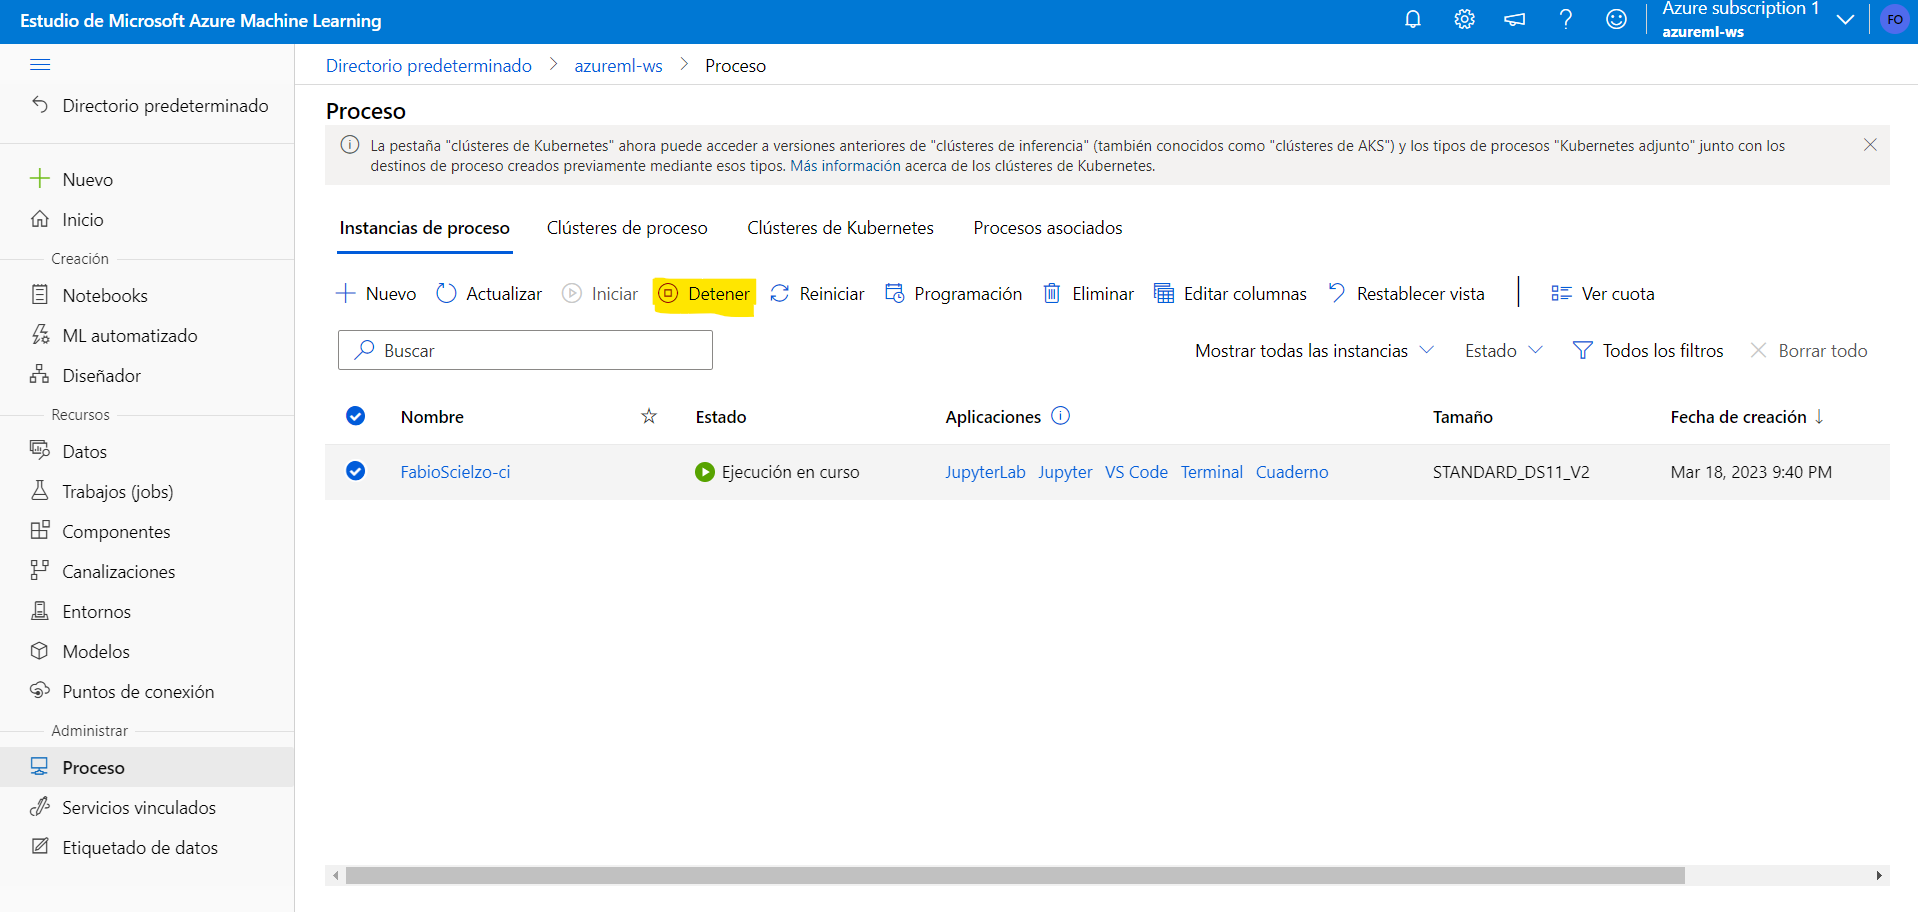 Estudio de Microsoft Azure Machine Learning
Azure subscription 1
azureml-ws
FO
Directorio predeterminado
Nuevo
Inicio
Creación
Notebooks
ML automatizado
Diseñador
Recursos
Datos
Trabajos (jobs)
Componentes
Canalizaciones
Entornos
Modelos
Puntos de conexión
Administrar
Proceso
Servicios vinculados
Etiquetado de datos
Directorio predeterminado > azureml-ws > Proceso
Proceso
La pestaña "clústeres de Kubernetes" ahora puede acceder a versiones anteriores de "clústeres de inferencia" (también conocidos como "clústeres de AKS") y los tipos de procesos "Kubernetes adjunto" junto con los
destinos de proceso creados previamente mediante esos tipos. Más información acerca de los clústeres de Kubernetes.
Instancias de proceso Clústeres de proceso Clústeres de Kubernetes Procesos asociados
Nuevo Actualizar Iniciar Detener Reiniciar Programación Eliminar Editar columnas Restablecer vista Ver cuota
Buscar Mostrar todas las instancias Estado Todos los filtros Borrar todo
Nombre Estado Aplicaciones Tamaño Fecha de creación ↓
FabioScielzo-ci Ejecución en curso JupyterLab Jupyter VS Code Terminal Cuaderno STANDARD_DS11_V2 Mar 18, 2023 9:40 PM